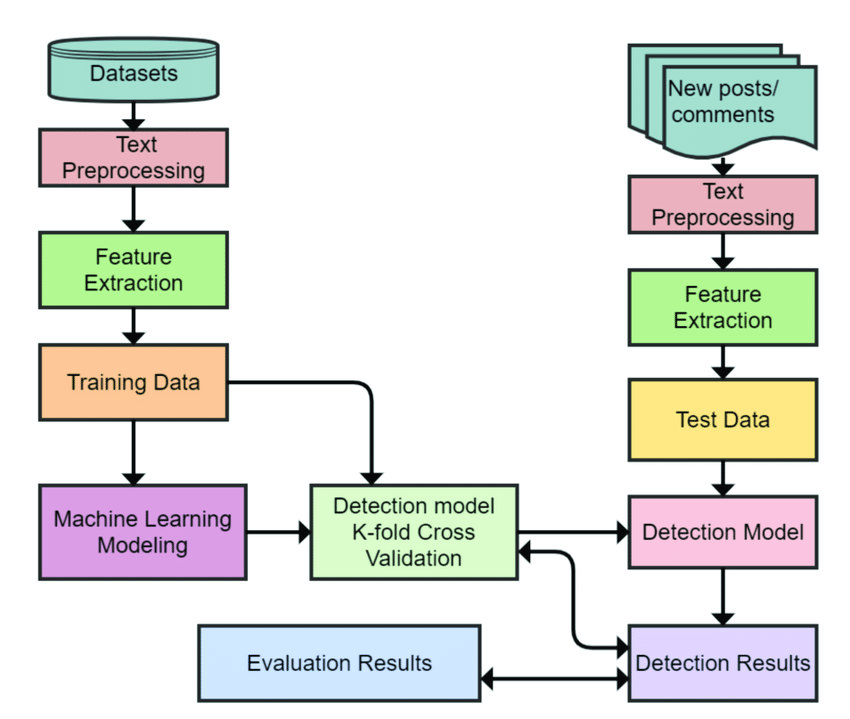 Datasets
Text
Preprocessing
Feature
Extraction
Training Data
Machine Learning
Modeling
Detection model
K-fold Cross
Validation
New posts/
comments
Text
Preprocessing
Feature
Extraction
Test Data
Detection Model
Detection Results
Evaluation Results